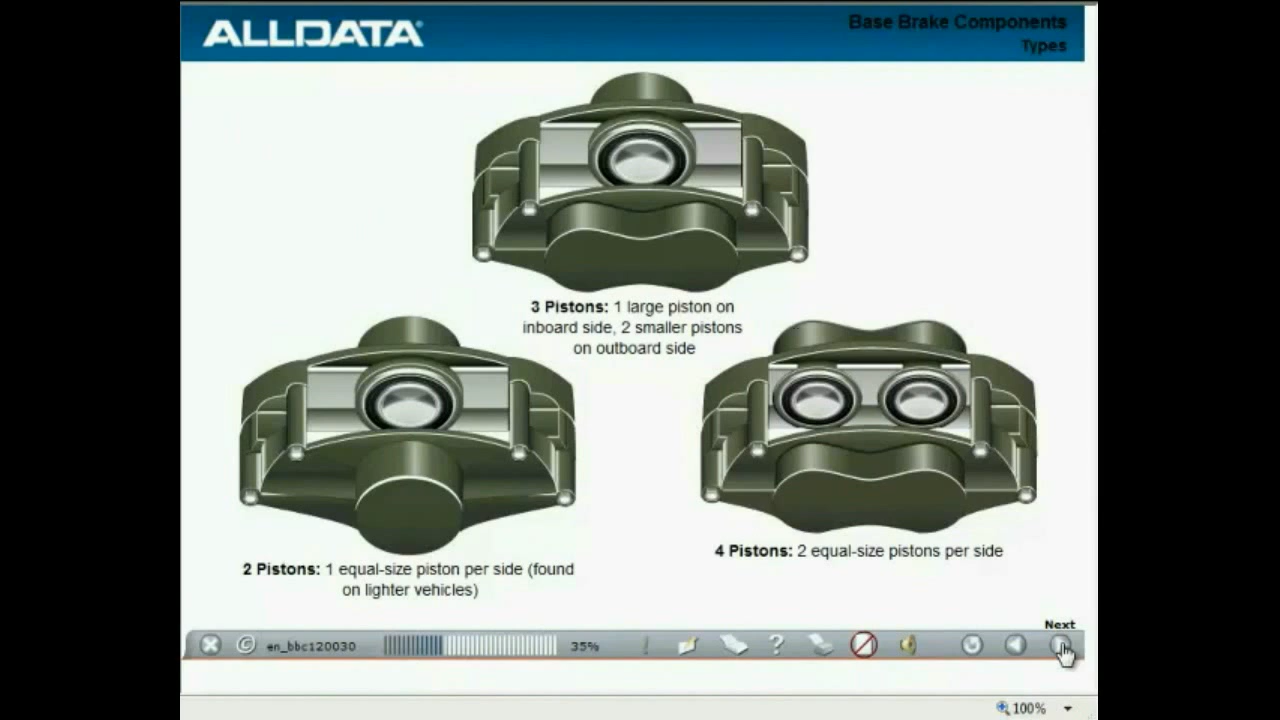 ALLDATA®
Base Brake Components
Types
3 Pistons: 1 large piston on
inboard side, 2 smaller pistons
on outboard side
2 Pistons: 1 equal-size piston per side (found
on lighter vehicles)
4 Pistons: 2 equal-size pistons per side
Next
© en_bbc120030 35% ! ?
100%